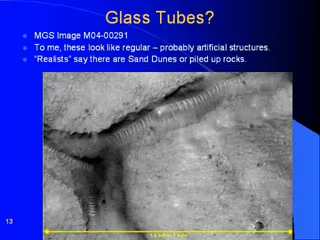 Glass Tubes?
MGS Image M04-00291
To me, these look like regular – probably artificial structures.
"Realists" say there are Sand Dunes or piled up rocks.
13